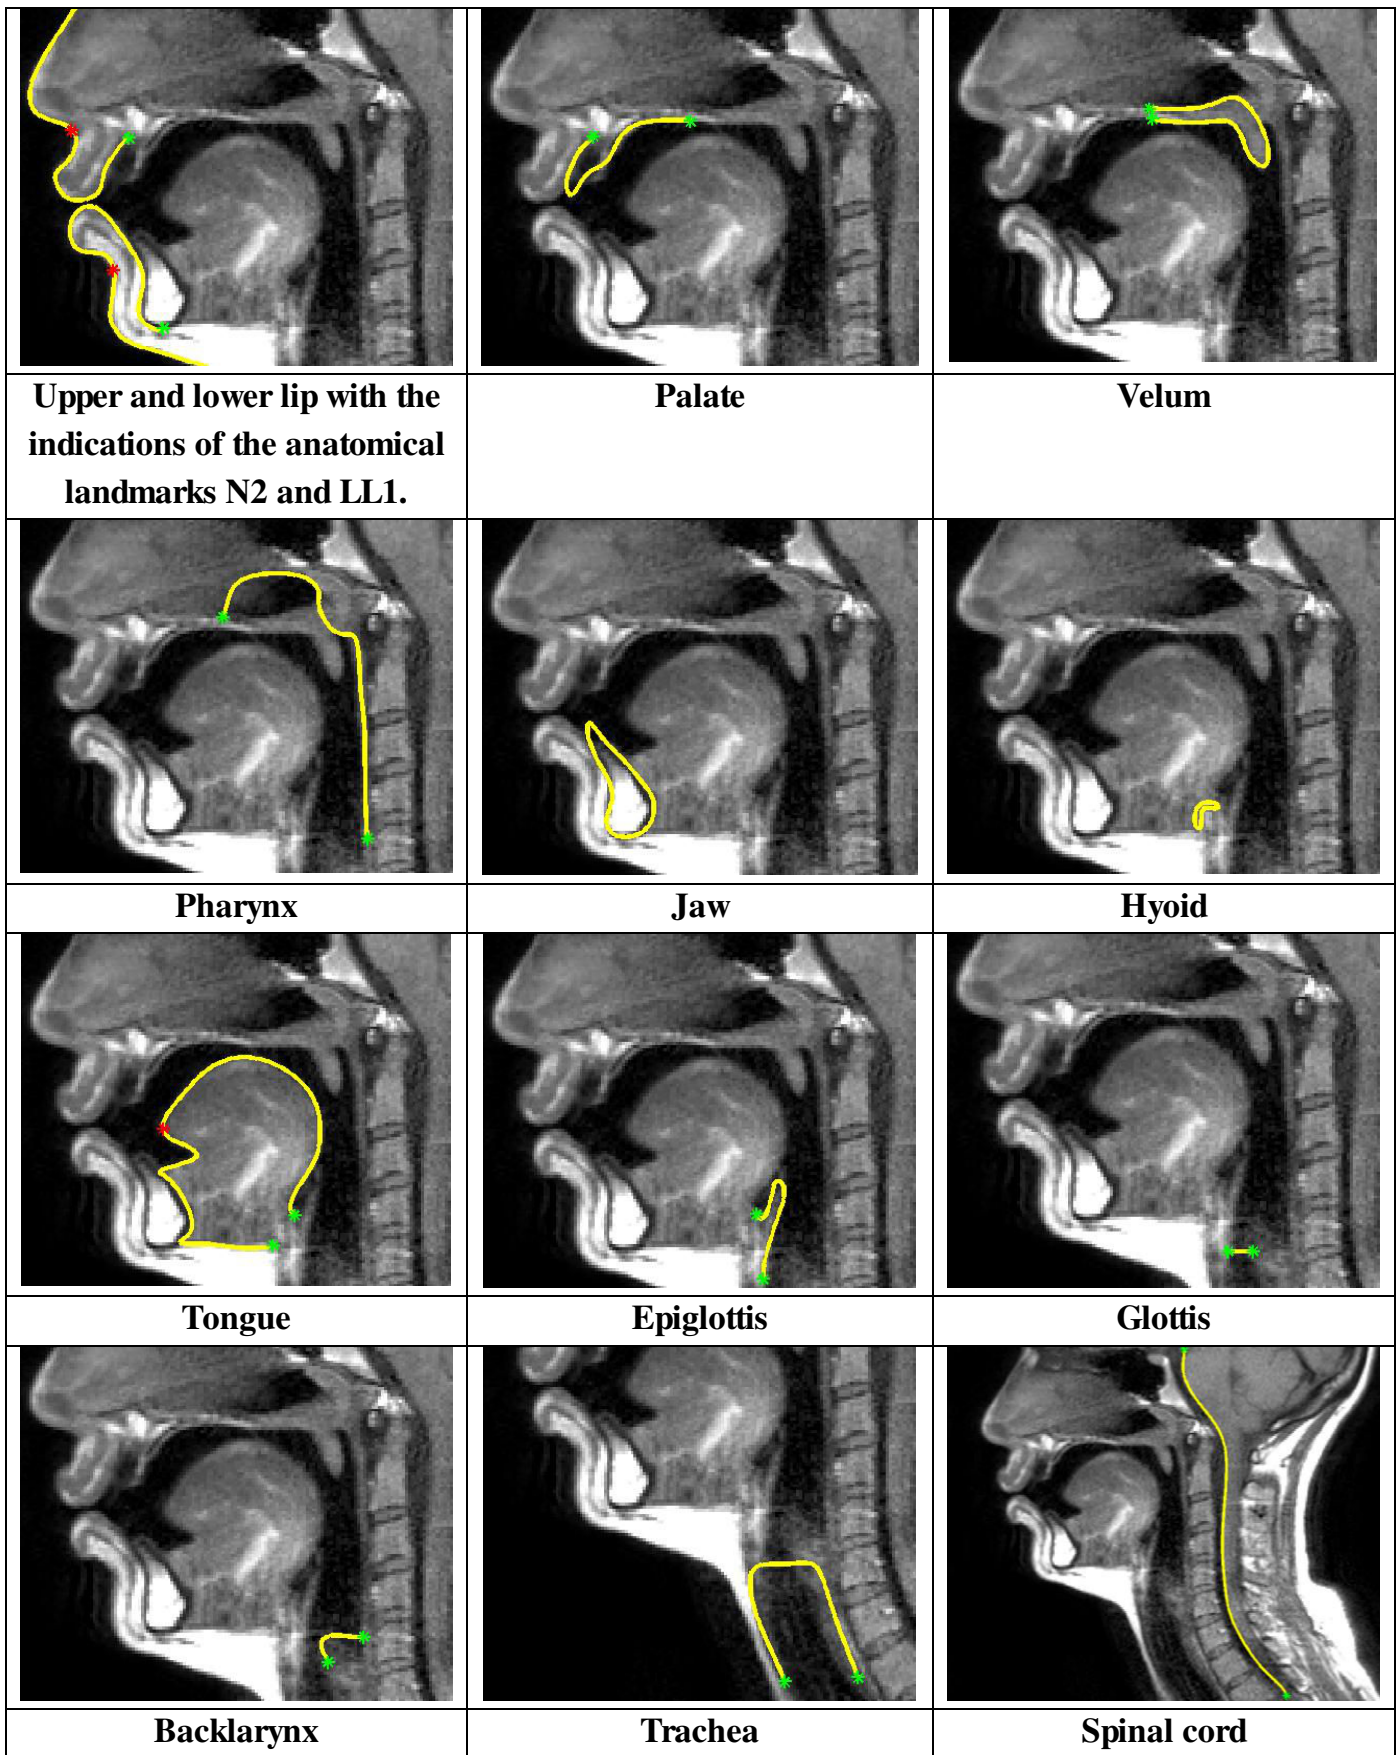 Upper and lower lip with the
indications of the anatomical
landmarks N2 and LL1.
Palate
Velum
Pharynx
Jaw
Hyoid
Tongue
Epiglottis
Glottis
Backlarynx
Trachea
Spinal cord